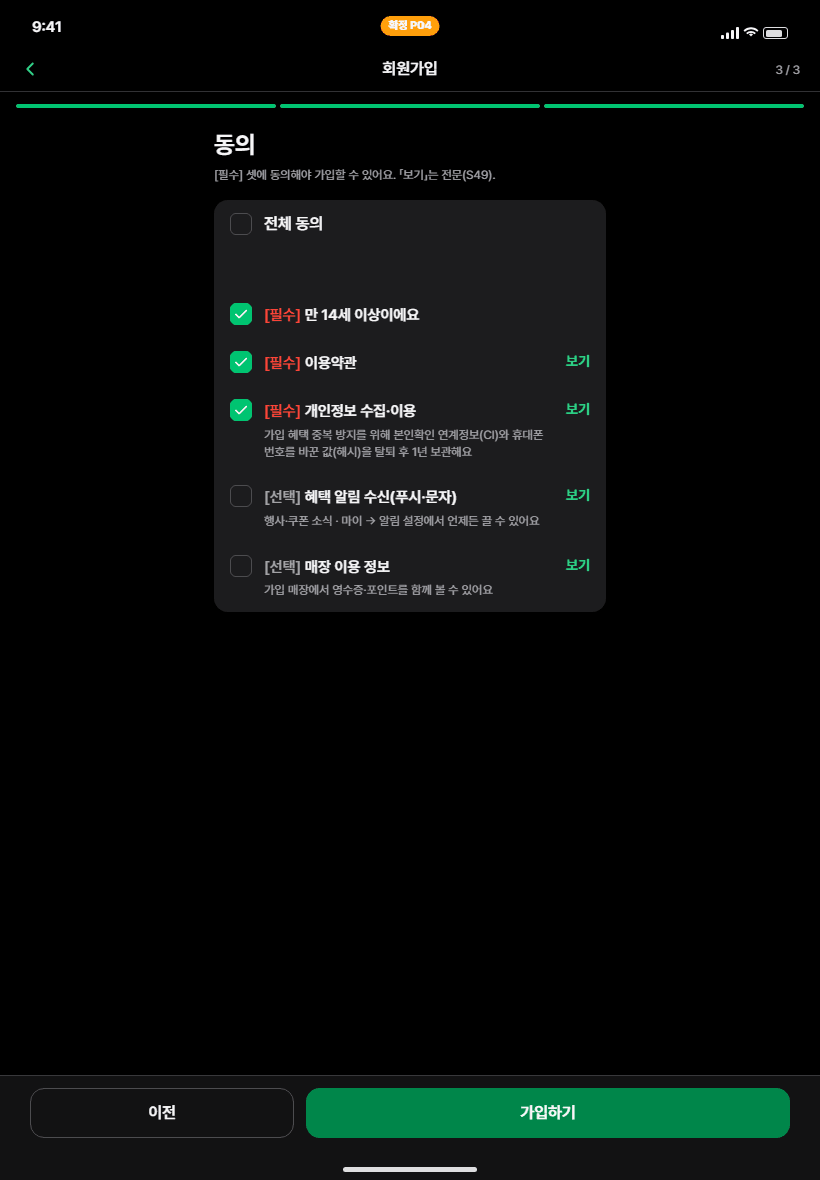 9:41
확정 P04
회원가입
3 / 3
동의
[필수] 셋에 동의해야 가입할 수 있어요. 「보기」는 전문(S49).
전체 동의
[필수] 만 14세 이상이에요
[필수] 이용약관
보기
[필수] 개인정보 수집·이용
보기
가입 혜택 중복 방지를 위해 본인확인 연계정보(CI)와 휴대폰
번호를 바꾼 값(해시)을 탈퇴 후 1년 보관해요
[선택] 혜택 알림 수신(푸시·문자)
보기
행사·쿠폰 소식 · 마이 → 알림 설정에서 언제든 끌 수 있어요
[선택] 매장 이용 정보
보기
가입 매장에서 영수증·포인트를 함께 볼 수 있어요
이전
가입하기